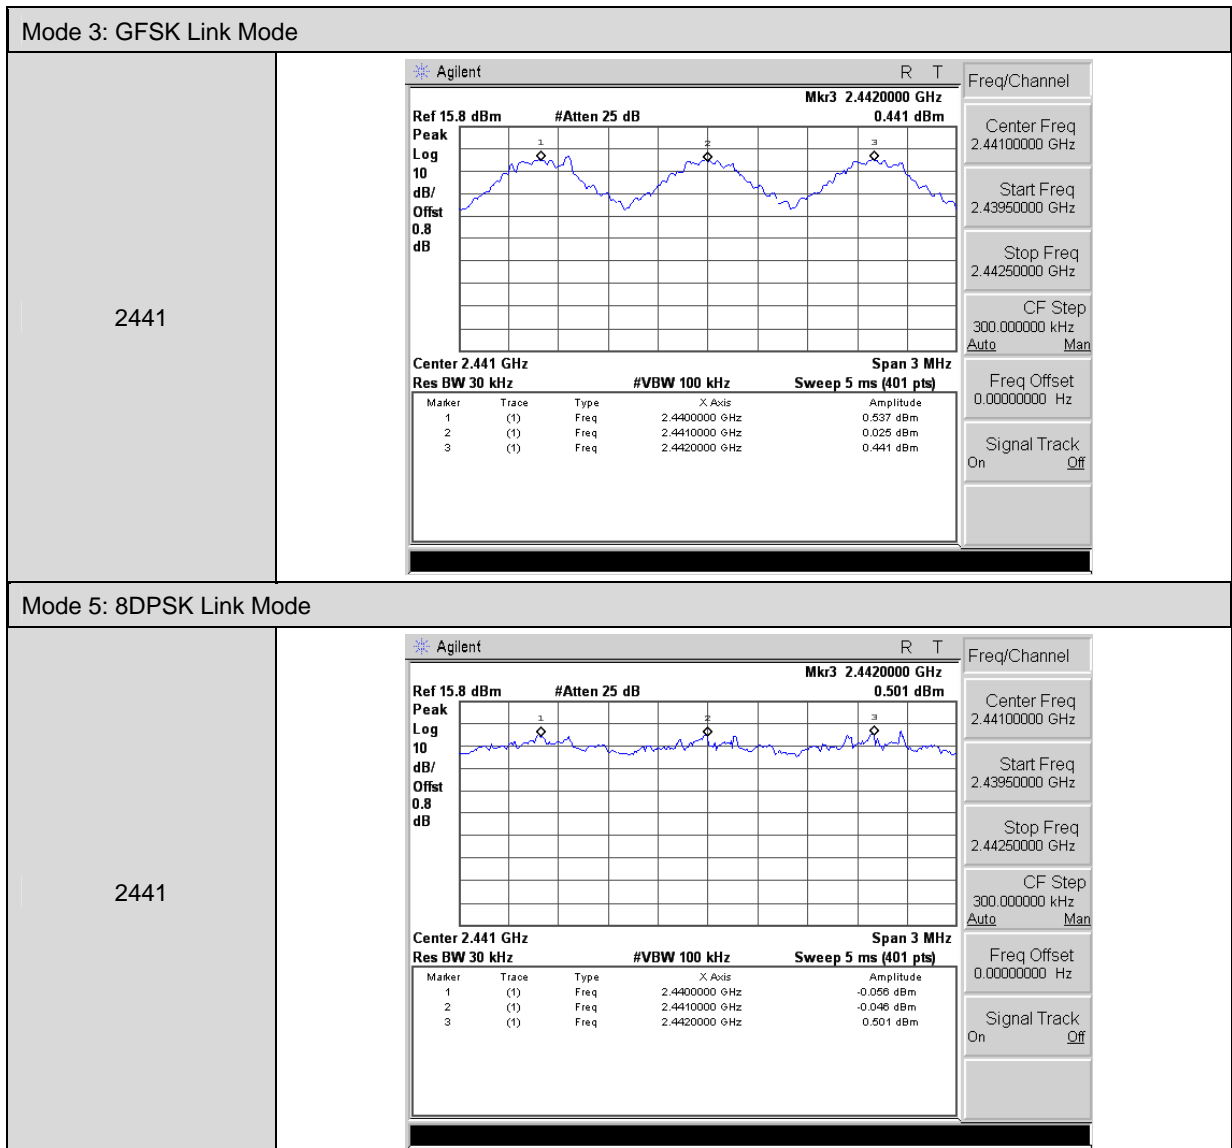 Mode 3: GFSK Link Mode
2441
Agilent
R T
Mkr3 2.4420000 GHz
Ref 15.8 dBm #Atten 25 dB 0.441 dBm
Peak
Log
10
dB/
Offst
0.8
dB
1 2 3
Center 2.441 GHz Span 3 MHz
Res BW 30 kHz #VBW 100 kHz Sweep 5 ms (401 pts)
Marker Trace Type X Axis Amplitude
1 (1) Freq 2.4400000 GHz 0.537 dBm
2 (1) Freq 2.4410000 GHz 0.025 dBm
3 (1) Freq 2.4420000 GHz 0.441 dBm
Freq/Channel
Center Freq
2.44100000 GHz
Start Freq
2.43950000 GHz
Stop Freq
2.44250000 GHz
CF Step
300.000000 kHz
Auto Man
Freq Offset
0.00000000 Hz
Signal Track
On Off
Mode 5: 8DPSK Link Mode
2441
Agilent
R T
Mkr3 2.4420000 GHz
Ref 15.8 dBm #Atten 25 dB 0.501 dBm
Peak
Log
10
dB/
Offst
0.8
dB
1 2 3
Center 2.441 GHz Span 3 MHz
Res BW 30 kHz #VBW 100 kHz Sweep 5 ms (401 pts)
Marker Trace Type X Axis Amplitude
1 (1) Freq 2.4400000 GHz -0.056 dBm
2 (1) Freq 2.4410000 GHz -0.046 dBm
3 (1) Freq 2.4420000 GHz 0.501 dBm
Freq/Channel
Center Freq
2.44100000 GHz
Start Freq
2.43950000 GHz
Stop Freq
2.44250000 GHz
CF Step
300.000000 kHz
Auto Man
Freq Offset
0.00000000 Hz
Signal Track
On Off